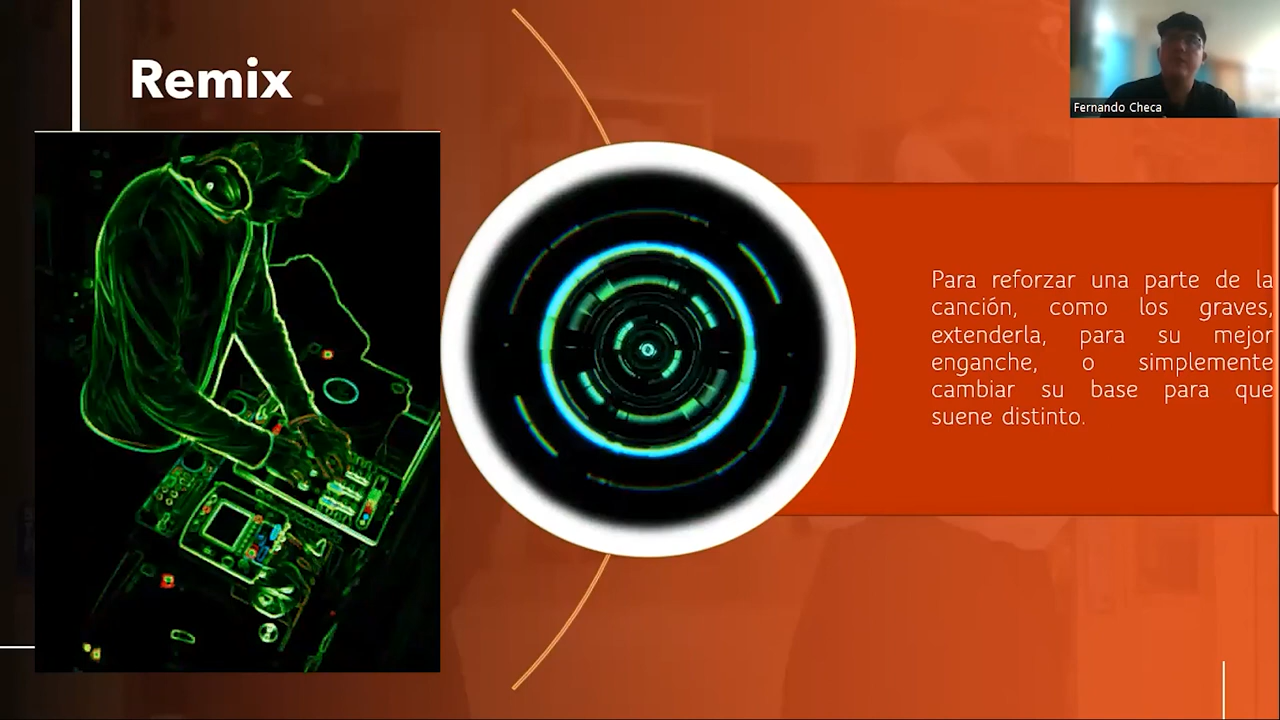 Remix
Fernando Checa
Para reforzar una parte de la
canción, como los graves,
extenderla, para su mejor
enganche, o simplemente
cambiar su base para que
suene distinto.